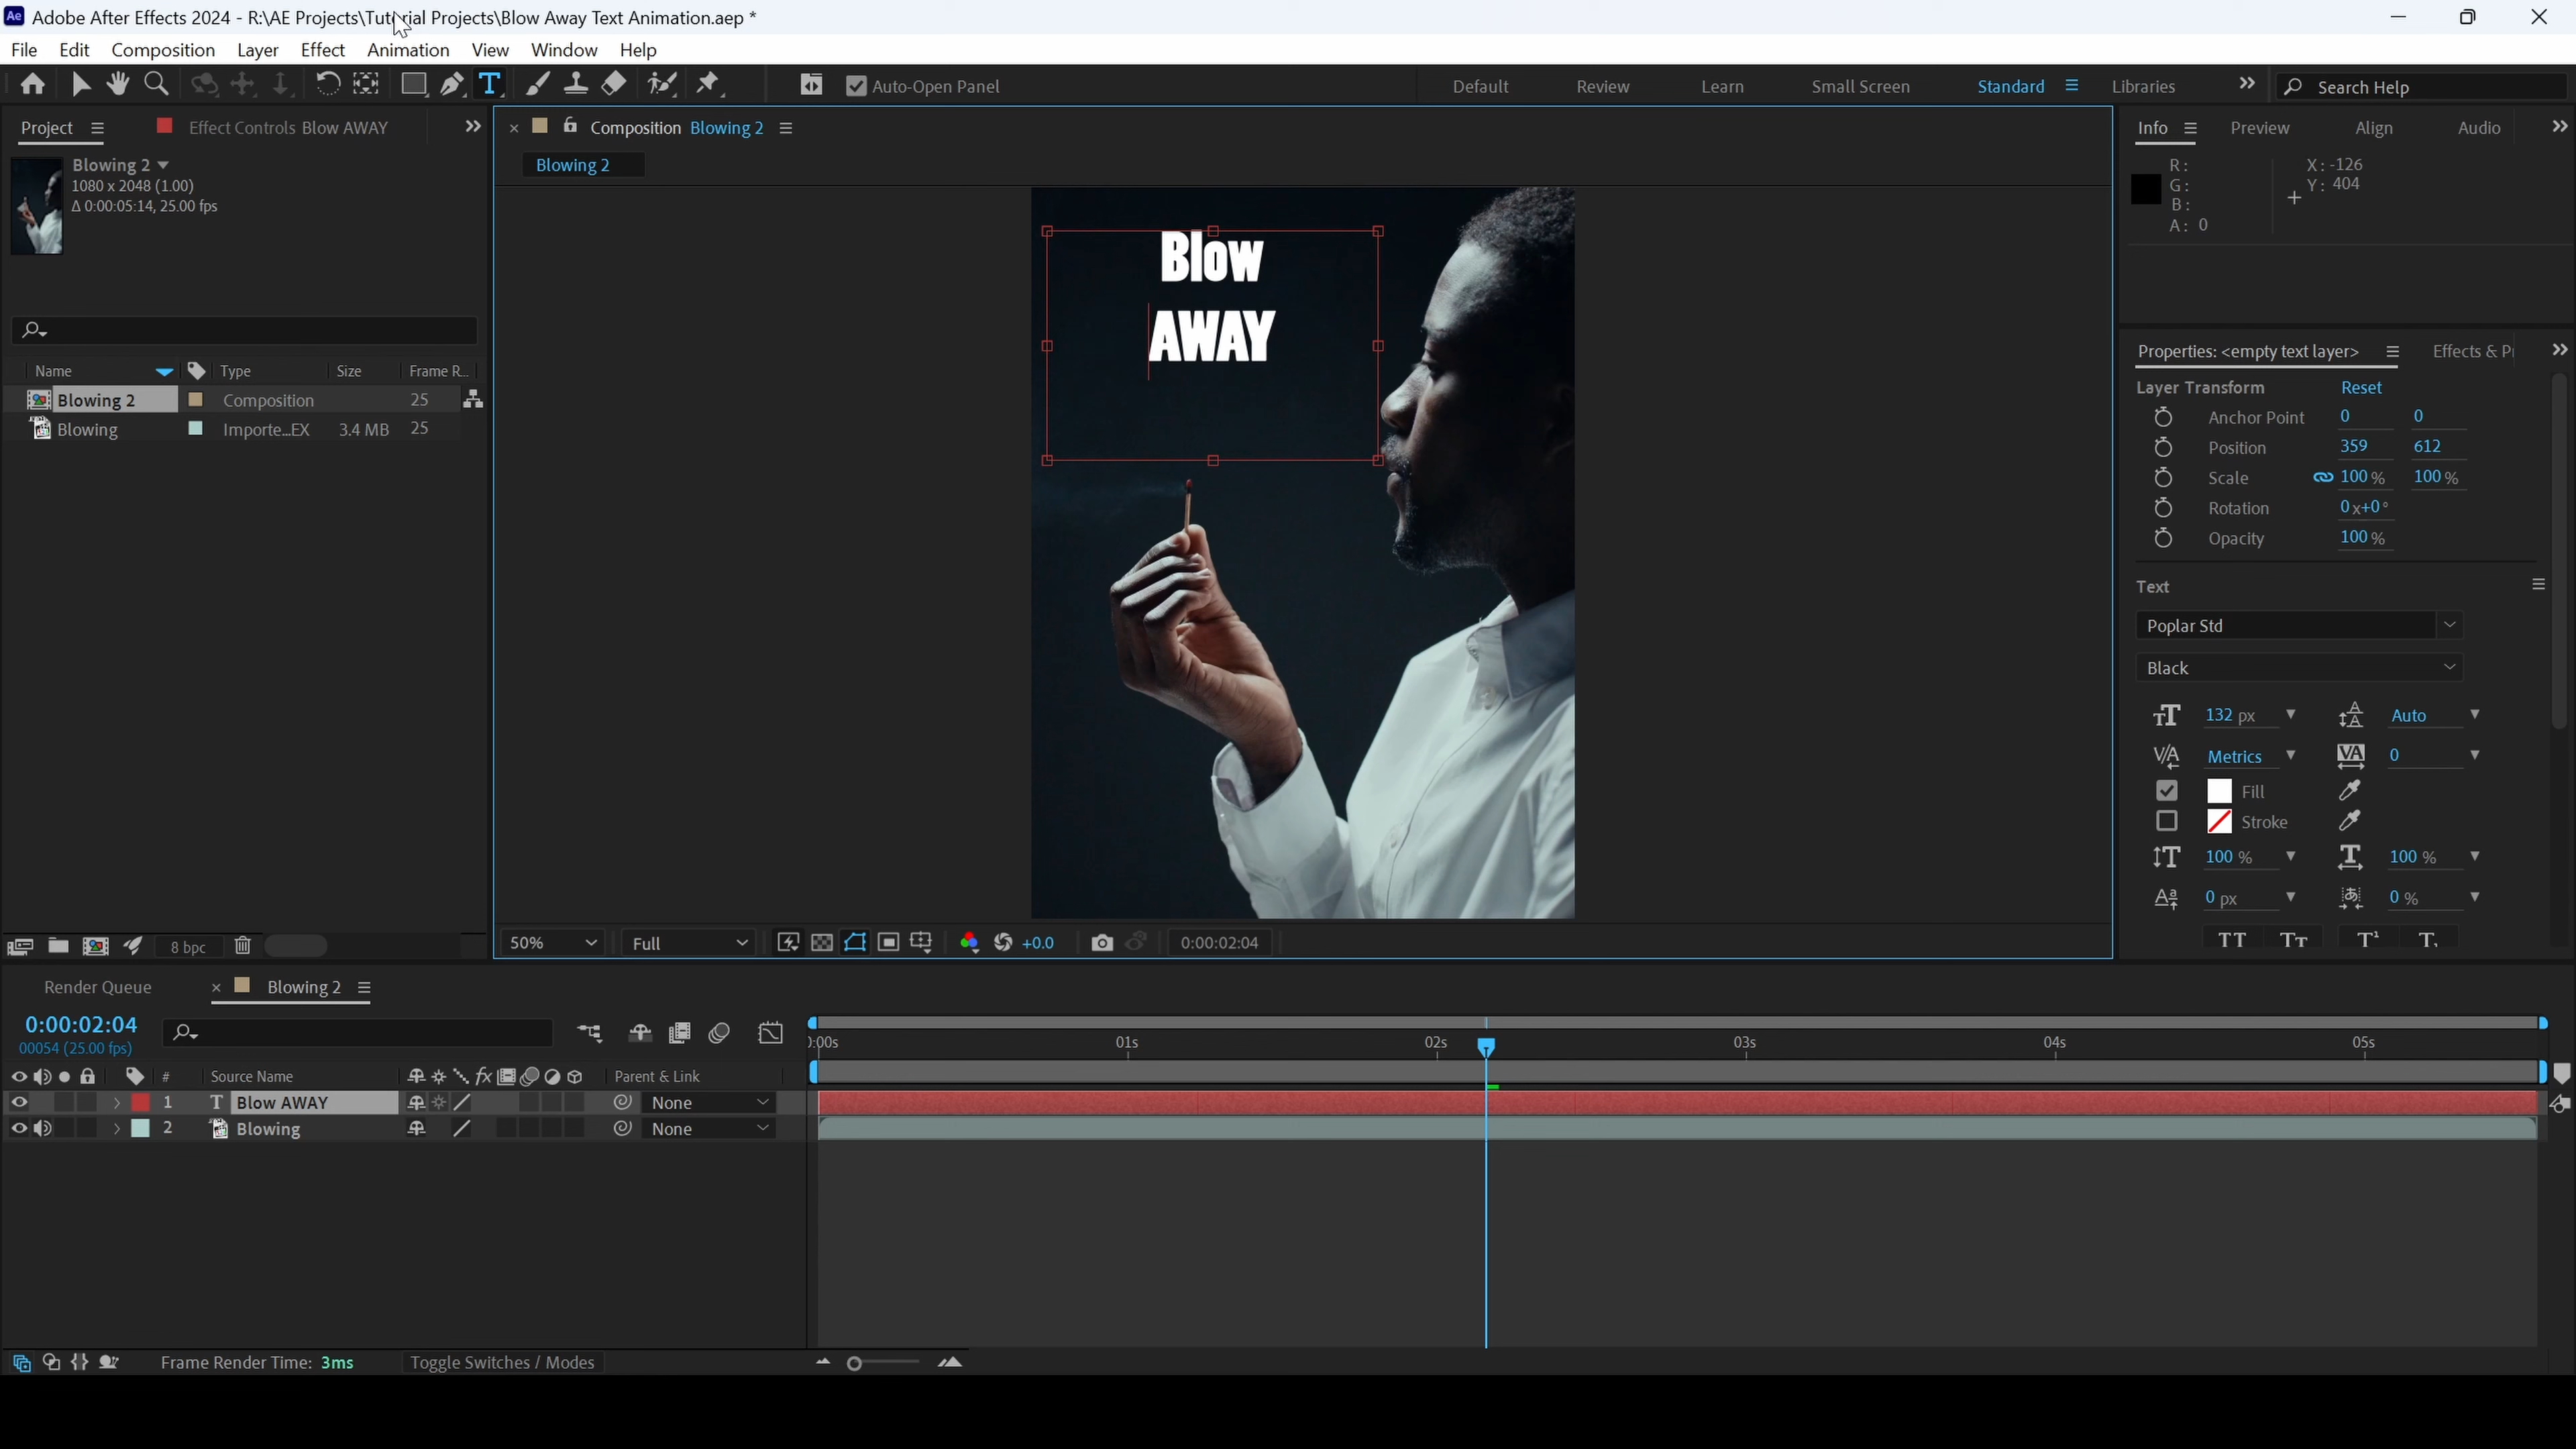 Ae Adobe After Effects 2024 - R:\AE Projects\Tutorial Projects\Blow Away Text Animation.aep *
File Edit Composition Layer Effect Animation View Window Help
Auto-Open Panel Default Review Learn Small Screen Standard Libraries Search Help
Project Effect Controls Blow AWAY
Blowing 2
1080 x 2048 (1.00)
Δ 0:00:05:14, 25.00 fps
Name Type Size Frame R...
Blowing 2 Composition 25
Blowing Importe...EX 3.4 MB 25
8 bpc
Composition Blowing 2
Blowing 2
Blow
AWAY
50% Full +0.0 0:00:02:04
Info Preview Align Audio
R: X: -126
G: Y: 404
B:
A: 0
Properties: <empty text layer> Effects & P
Layer Transform Reset
Anchor Point 0 0
Position 359 612
Scale 100 % 100 %
Rotation 0x+0°
Opacity 100 %
Text
Poplar Std
Black
132 px Auto
Metrics 0
Fill
Stroke
100 % 100 %
0 px 0 %
TT Tт T¹ T,
Render Queue Blowing 2
0:00:02:04
00054 (25.00 fps)
:00s 01s 02s 03s 04s 05s
# Source Name fx Parent & Link
1 T Blow AWAY None
2 Blowing None
Frame Render Time: 3ms Toggle Switches / Modes